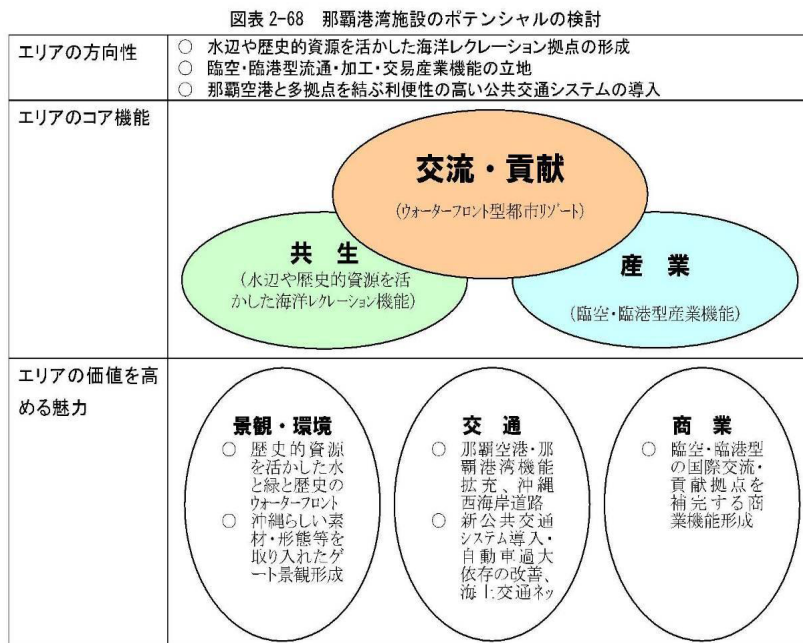 図表 2-68　那覇港湾施設のポテンシャルの検討
エリアの方向性
○ 水辺や歴史的資源を活かした海洋レクレーション拠点の形成
○ 臨空・臨港型流通・加工・交易産業機能の立地
○ 那覇空港と多拠点を結ぶ利便性の高い公共交通システムの導入
エリアのコア機能
交流・貢献
(ウォーターフロント型都市リゾート)
共 生
(水辺や歴史的資源を活
かした海洋レクレーション機能)
産 業
(臨空・臨港型産業機能)
エリアの価値を高
める魅力
景観・環境
○ 歴史的資源
を活かした水
と緑と歴史の
ウォーターフロント
○ 沖縄らしい素
材・形態等を
取り入れたゲ
ート景観形成
交 通
○ 那覇空港・那
覇港湾機能
拡充、沖縄
西海岸道路
○ 新公共交通
システム導入・
自動車過大
依存の改善、
海上交通ネッ
商 業
○ 臨空・臨港型
の国際交流・
貢献拠点を
補完する商
業機能形成